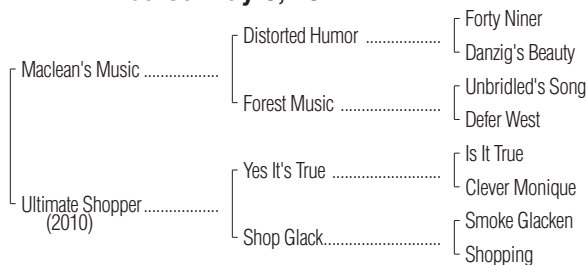 Forty Niner
Distorted Humor ..................
Danzig's Beauty
Maclean's Music ..................
Unbridled's Song
Forest Music ........................
Defer West
Is It True
Yes It's True ..........................
Clever Monique
Ultimate Shopper ..................
(2010)
Smoke Glacken
Shop Glack............................
Shopping